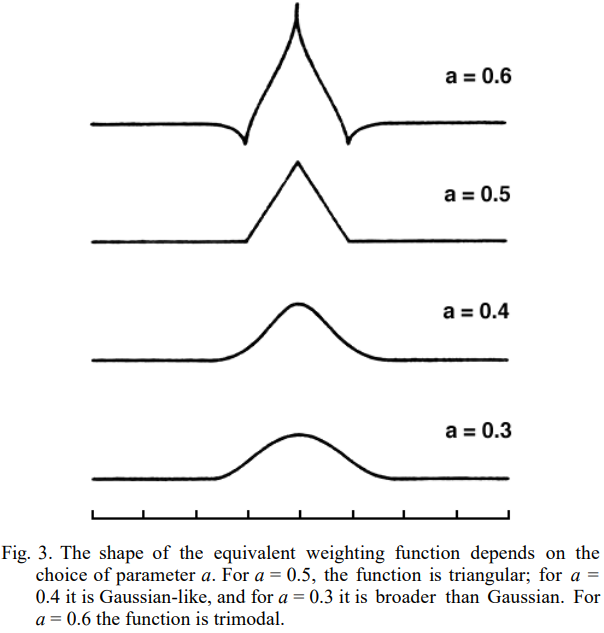 a = 0.6
a = 0.5
a = 0.4
a = 0.3
Fig. 3. The shape of the equivalent weighting function depends on the
choice of parameter a. For a = 0.5, the function is triangular; for a =
0.4 it is Gaussian-like, and for a = 0.3 it is broader than Gaussian. For
a = 0.6 the function is trimodal.